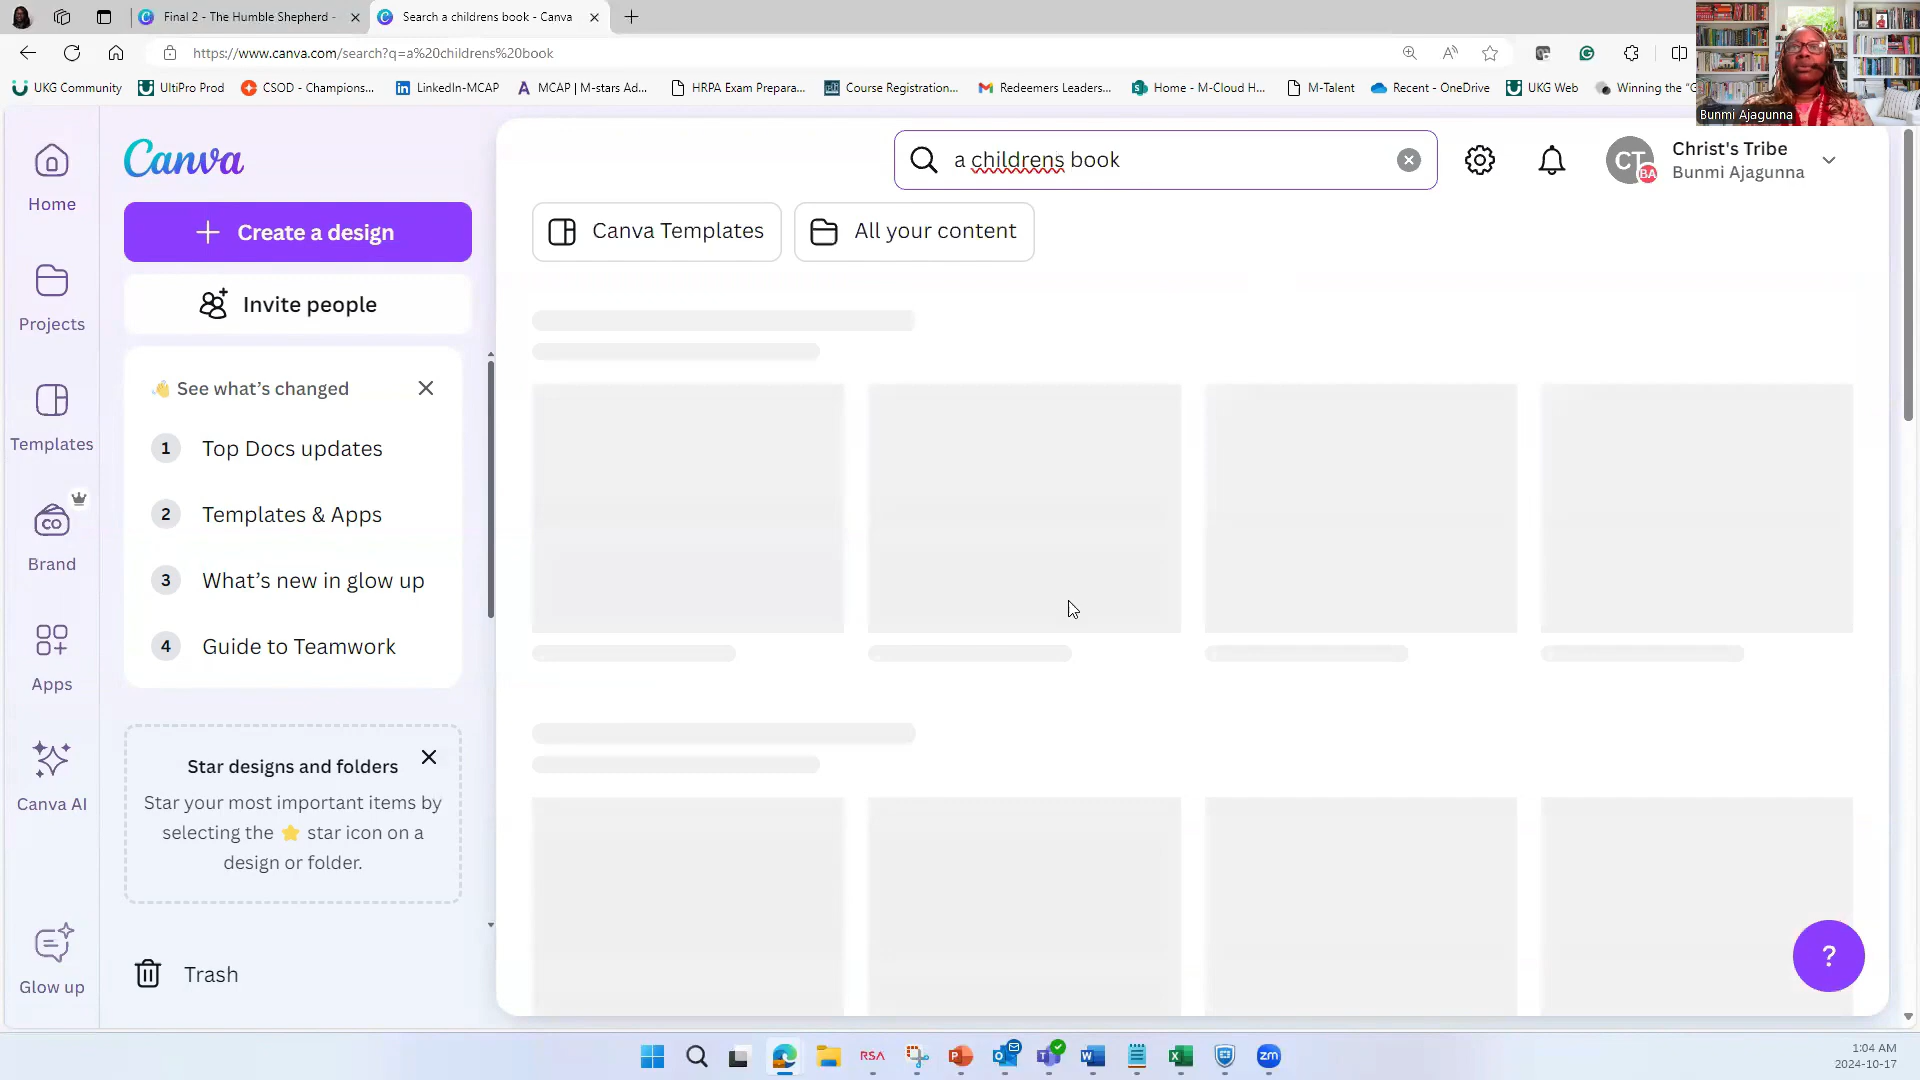 Final 2 - The Humble Shepherd -
Search a childrens book - Canva
https://www.canva.com/search?q=a%20childrens%20book
UKG Community
UltiPro Prod
CSOD - Champions...
LinkedIn-MCAP
MCAP | M-stars Ad...
HRPA Exam Prepara...
Course Registration...
Redeemers Leaders...
Home - M-Cloud H...
M-Talent
Recent - OneDrive
UKG Web
Winning the "G
Bunmi Ajagunna
Canva
a childrens book
CT
BA
Christ's Tribe
Bunmi Ajagunna
Home
Create a design
Canva Templates
All your content
Projects
Invite people
Templates
See what's changed
1 Top Docs updates
2 Templates & Apps
3 What's new in glow up
4 Guide to Teamwork
CO
Brand
Apps
Canva AI
Star designs and folders
Star your most important items by
selecting the ⭐ star icon on a
design or folder.
Glow up
Trash
?
RSA
zm
1:04 AM
2024-10-17